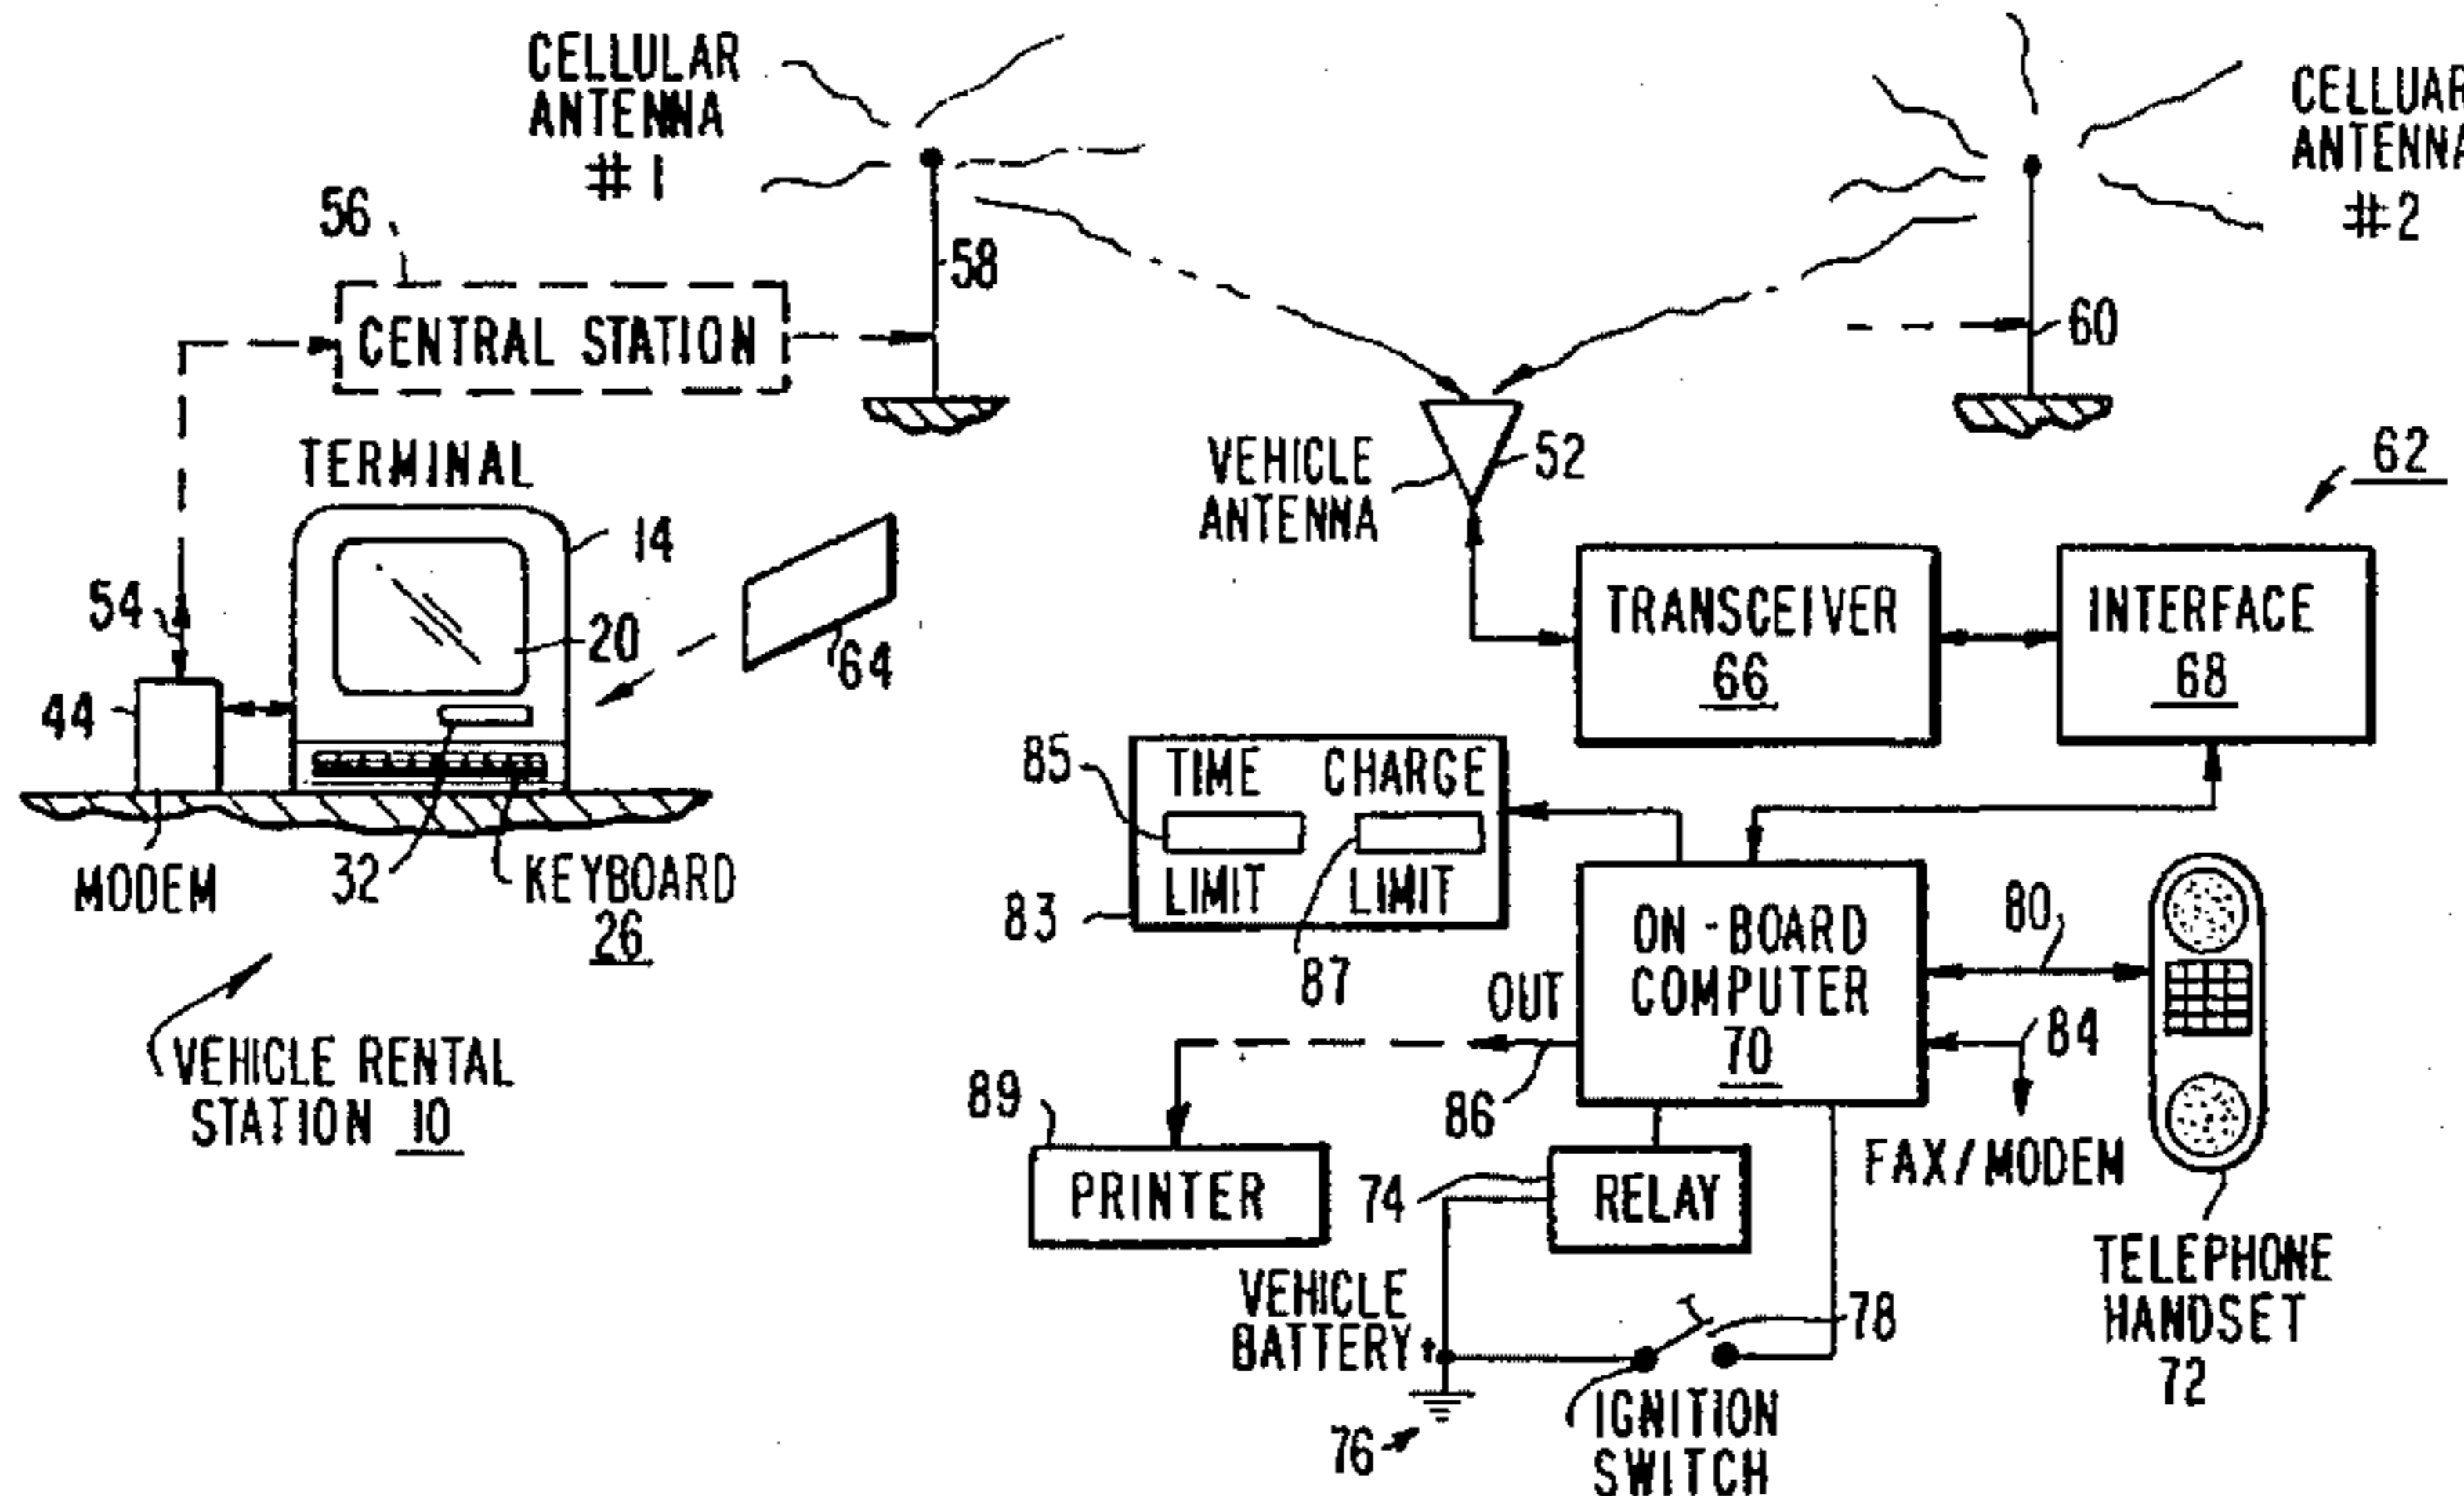 CELLULAR
ANTENNA
#1
CELLUAR
ANTENNA
#2
56
58
CENTRAL STATION
60
TERMINAL
VEHICLE
ANTENNA
52
62
14
54
20
64
TRANSCEIVER
66
INTERFACE
68
44
85
TIME CHARGE
LIMIT LIMIT
83
87
MODEM
32
KEYBOARD
26
ON-BOARD
COMPUTER
70
80
OUT
84
86
VEHICLE RENTAL
STATION 10
89
PRINTER
74
RELAY
FAX/MODEM
TELEPHONE
HANDSET
72
VEHICLE
BATTERY
78
76
IGNITION
SWITCH